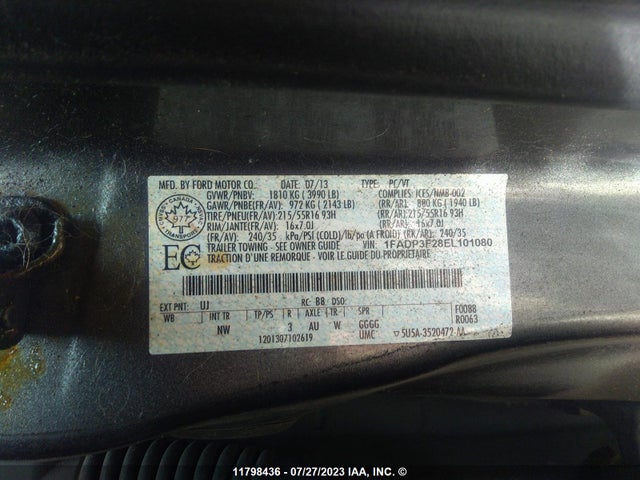 MFD. BY FORD MOTOR CO. DATE: 07/13 TYPE: PC/VT
GVWR/PNBV- 1810 KG ( 3990 LB) COMPLIES: ICES/NMB-002
GAWR/PNBE(FR/AV): 972 KG ( 2143 LB) (RR/AR): 880 KG ( 1940 LB)
TIRE/PNEU(FR/AV): 215/55R16 93H (RR/AR): 215/55R16 93H
RIM/JANTE(FR/AV): 16x7.0J (RR/AR): 16x7.0J
(FR/AV): 240/35 kPa/PSI (COLD)/lb/po (A FROID) (RR/AR): 240/35
TRAILER TOWING - SEE OWNER GUIDE VIN: 1FADP3F28EL101080
TRACTION D'UNE REMORQUE - VOIR LE GUIDE DU PROPRIÉTAIRE
CANADA
977
TRANSPORT
EC
EXT PNT: UJ RC: B8 DSO:
WB INT TR TP/PS R AXLE TR SPR F0088
NW 3 AU W GGGG R0063
1201307102619 UMC 5U5A-3520472-
11798436 - 07/27/2023 IAA, INC. ©